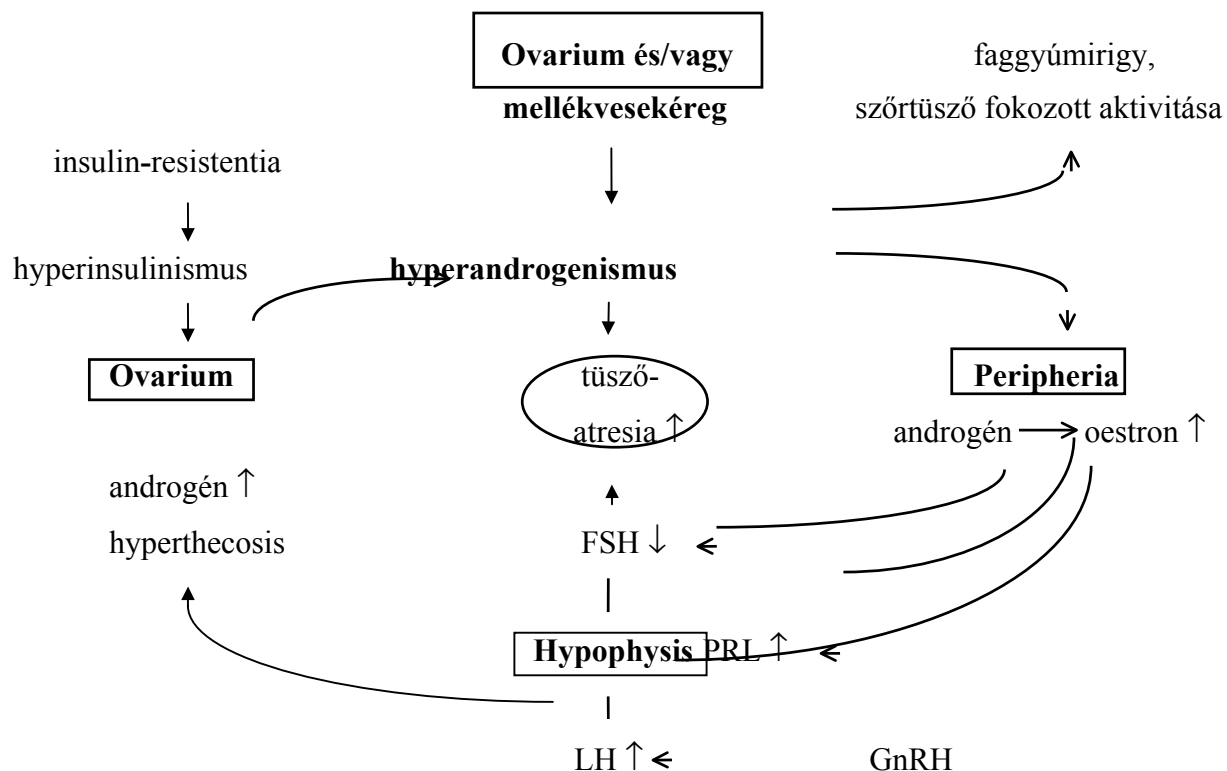 Ovarium és/vagy
mellékvesekéreg
faggyúmirigy,
szőrtüsző fokozott aktivitása
insulin-resistentia
hyperinsulinismus
hyperandrogenismus
Ovarium
tüsző-
atresia ↑
Peripheria
androgén → oestron ↑
androgén ↑
hyperthecosis
FSH ↓
Hypophysis PRL ↑
LH ↑
GnRH